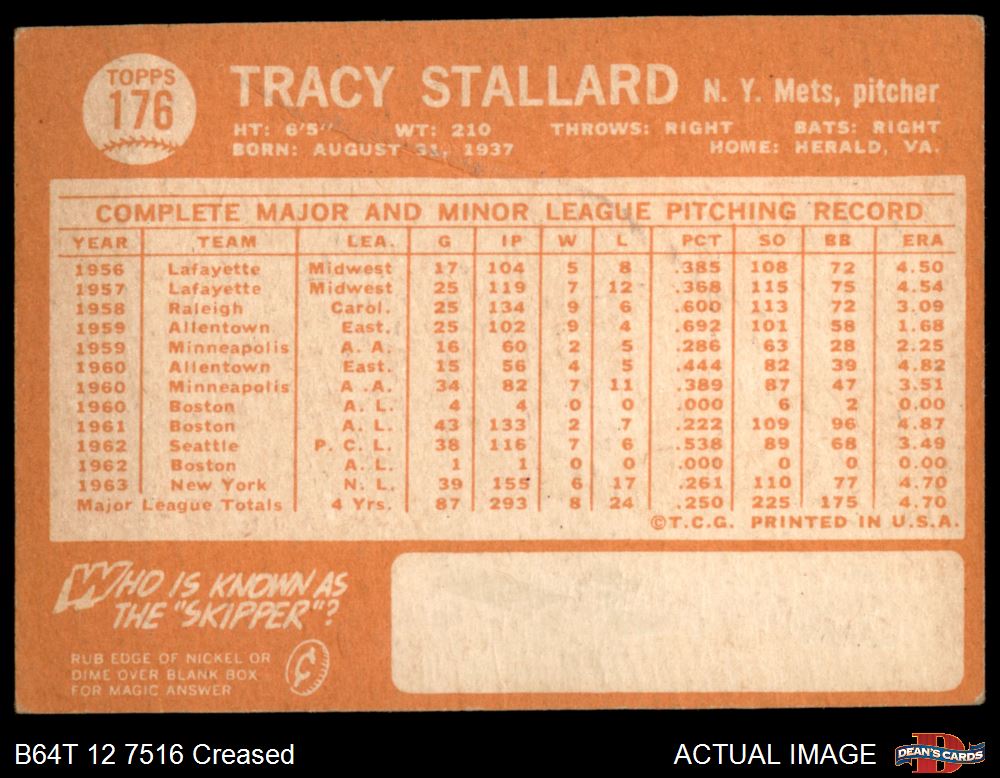 TOPPS
176
TRACY STALLARD N. Y. Mets, pitcher
HT: 6'5" WT: 210 THROWS: RIGHT BATS: RIGHT
BORN: AUGUST 31, 1937 HOME: HERALD, VA.
COMPLETE MAJOR AND MINOR LEAGUE PITCHING RECORD
YEAR TEAM LEA. G IP W L PCT SO BB ERA
1956 Lafayette Midwest 17 104 5 8 .385 108 72 4.50
1957 Lafayette Midwest 25 119 7 12 .368 115 75 4.54
1958 Raleigh Carol. 25 134 9 6 .600 113 72 3.09
1959 Allentown East. 25 102 9 4 .692 101 58 1.68
1959 Minneapolis A. A. 16 60 2 5 .286 63 28 2.25
1960 Allentown East. 15 56 4 5 .444 82 39 4.82
1960 Minneapolis A .A. 34 82 7 11 .389 87 47 3.51
1960 Boston A. L. 4 4 0 0 .000 6 2 0.00
1961 Boston A. L. 43 133 2 .7 .222 109 96 4.87
1962 Seattle P. C. L. 38 116 7 6 .538 89 68 3.49
1962 Boston A. L. 1 1 0 0 .000 0 0 0.00
1963 New York N. L. 39 155 6 17 .261 110 77 4.70
Major League Totals 4 Yrs. 87 293 8 24 .250 225 175 4.70
©T.C.G. PRINTED IN U.S.A.
WHO IS KNOWN AS
THE "SKIPPER"?
RUB EDGE OF NICKEL OR
DIME OVER BLANK BOX
FOR MAGIC ANSWER
B64T 12 7516 Creased ACTUAL IMAGE DEAN'S CARDS